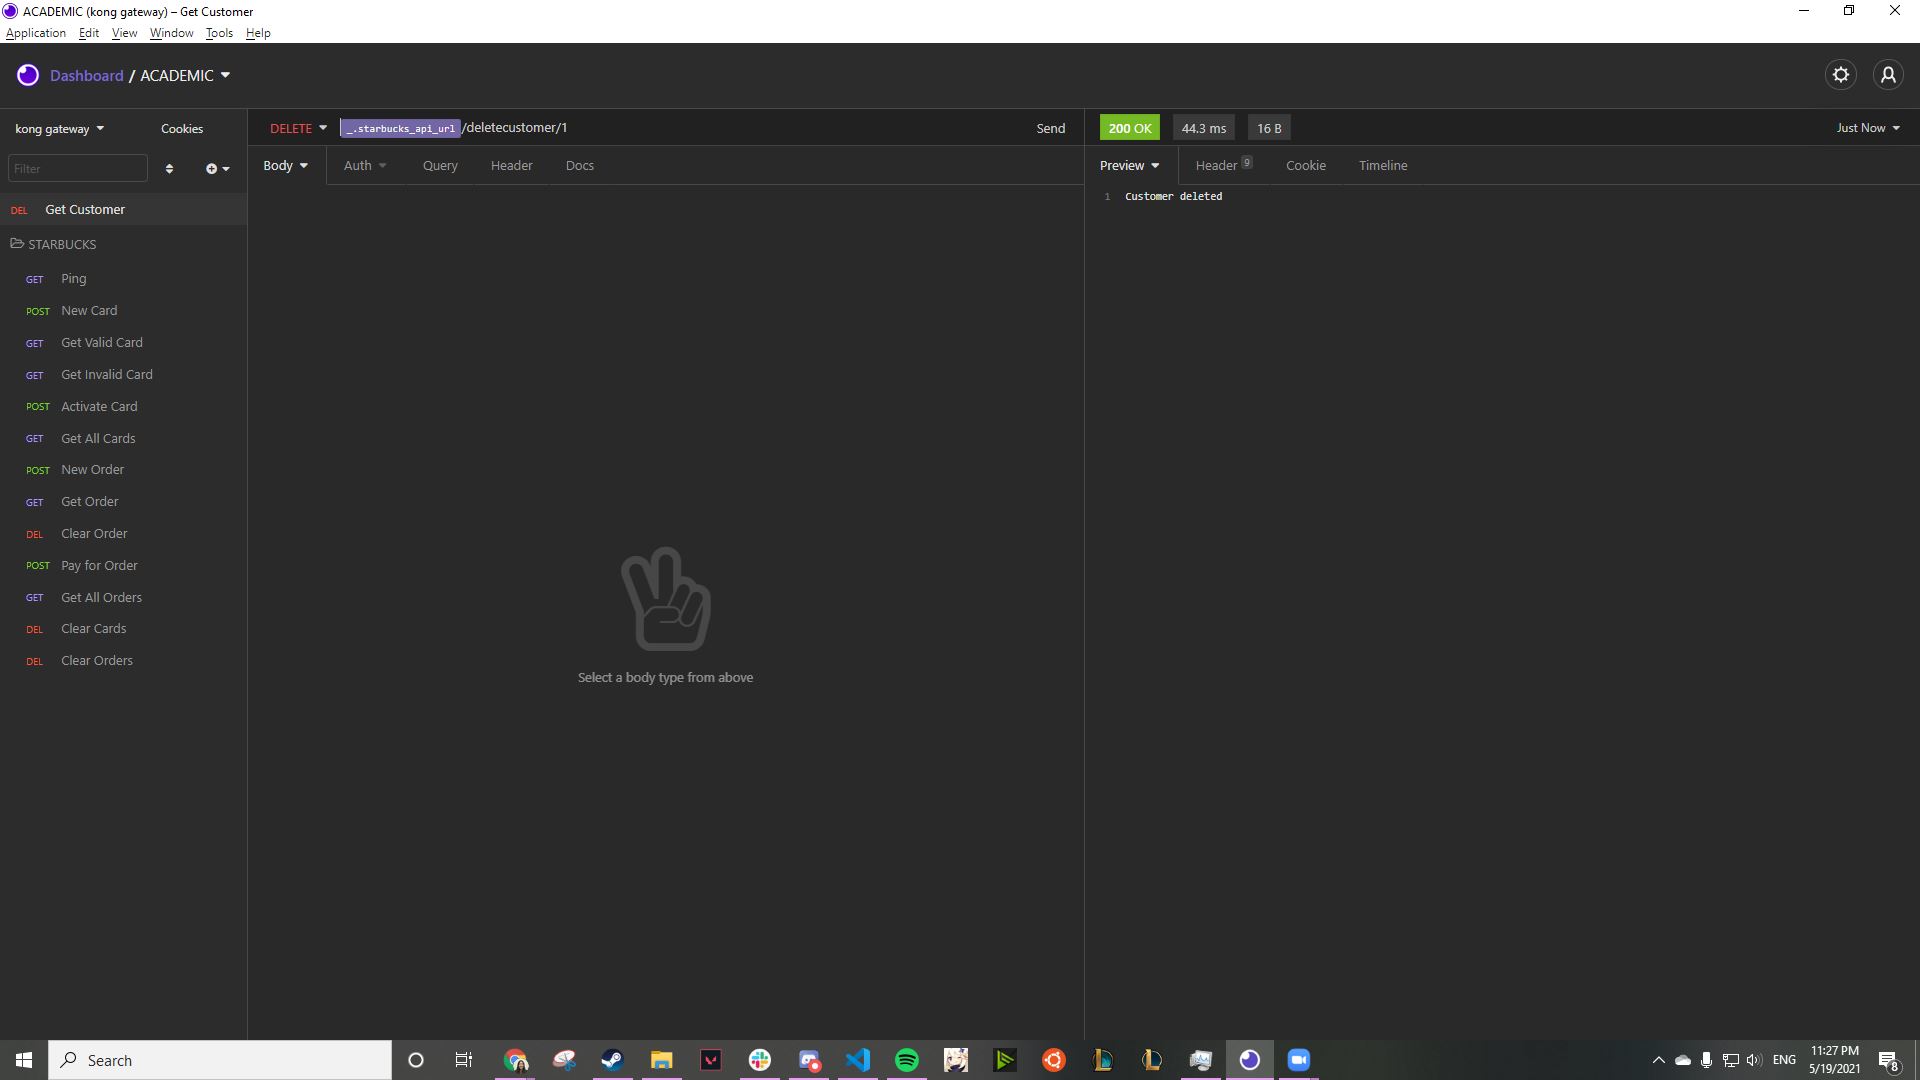 ACADEMIC (kong gateway) – Get Customer
Application Edit View Window Tools Help
Dashboard / ACADEMIC
kong gateway Cookies
DELETE _.starbucks_api_url/deletecustomer/1 Send
200 OK 44.3 ms 16 B Just Now
Filter
Body Auth Query Header Docs
Preview Header 9 Cookie Timeline
1 Customer deleted
DEL Get Customer
STARBUCKS
GET Ping
POST New Card
GET Get Valid Card
GET Get Invalid Card
POST Activate Card
GET Get All Cards
POST New Order
GET Get Order
DEL Clear Order
POST Pay for Order
GET Get All Orders
DEL Clear Cards
DEL Clear Orders
Select a body type from above
Search
ENG
11:27 PM
5/19/2021
8